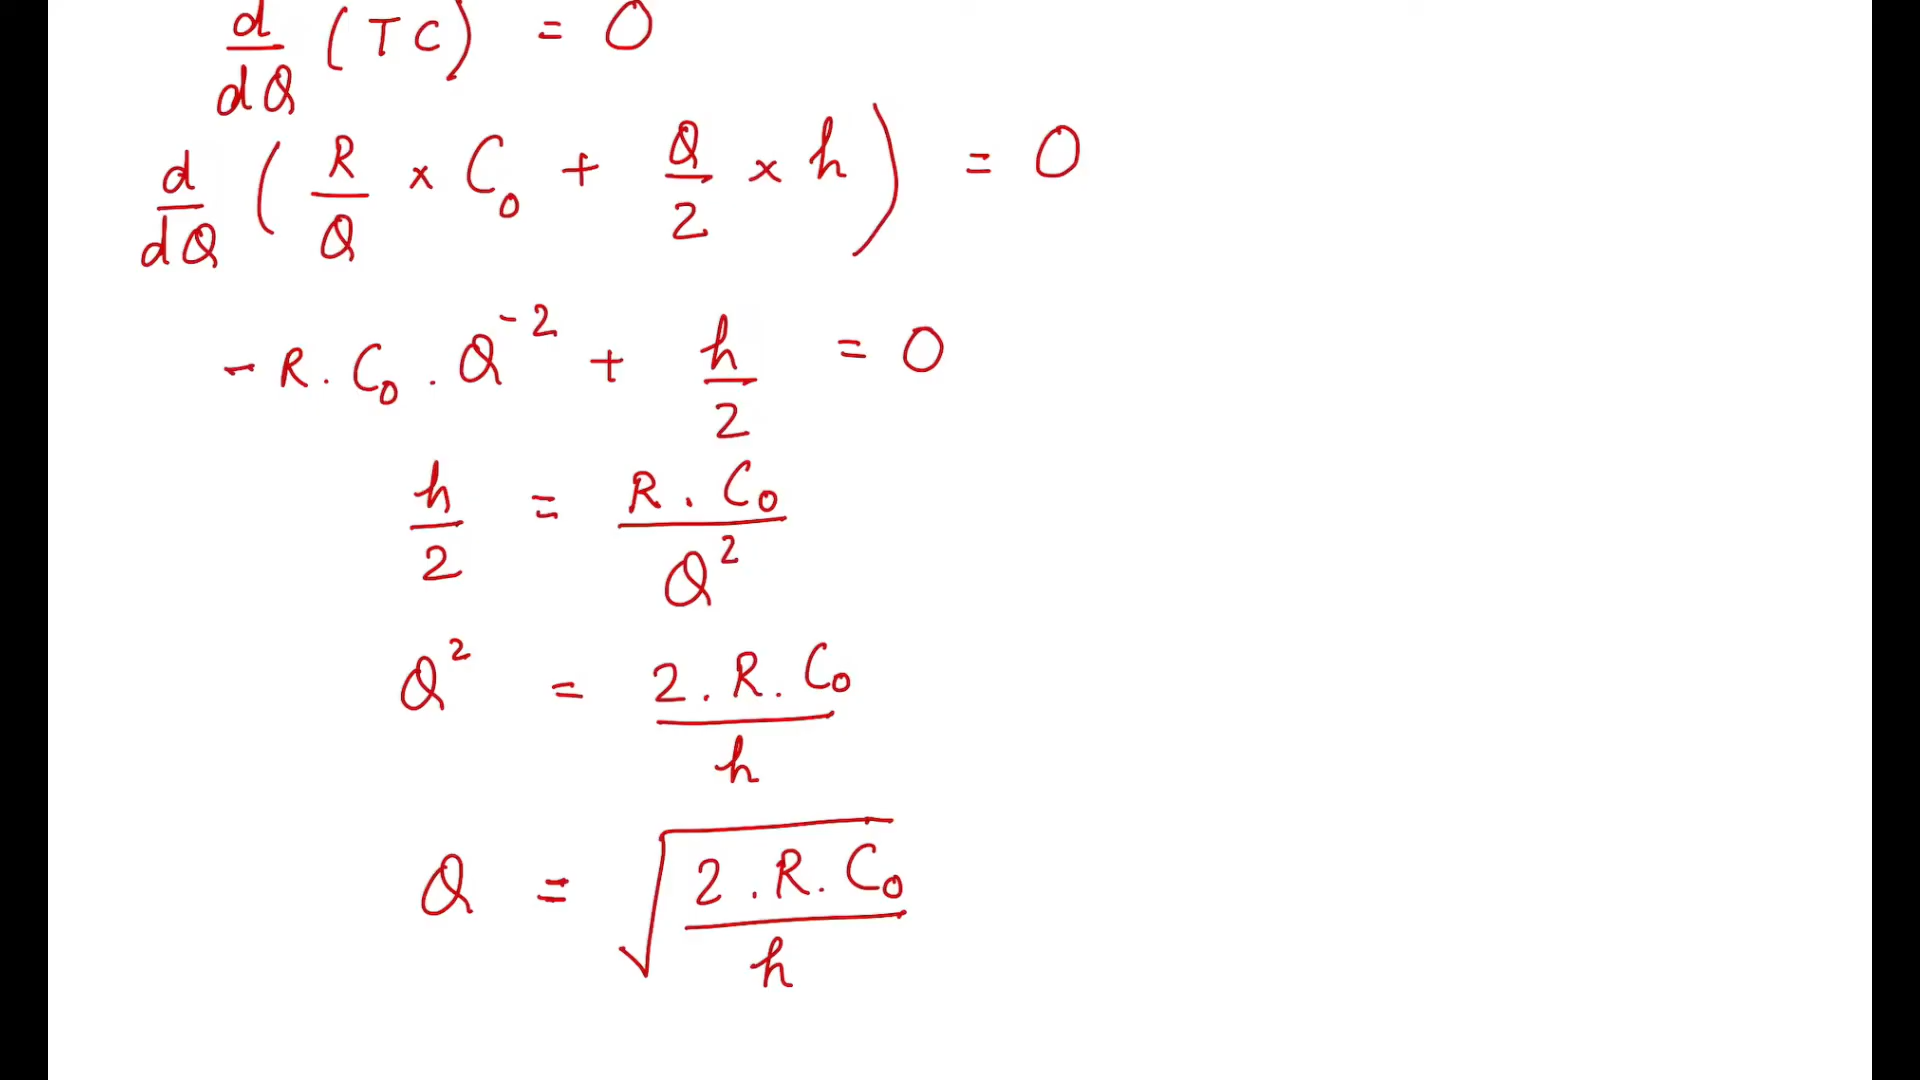 d/dQ (TC) = 0
d/dQ ( R/Q × C₀ + Q/2 × h ) = 0
- R . C₀ . Q⁻² + h/2 = 0
h/2 = R . C₀ / Q²
Q² = 2 . R . C₀ / h
Q = √(2 . R . C₀ / h)